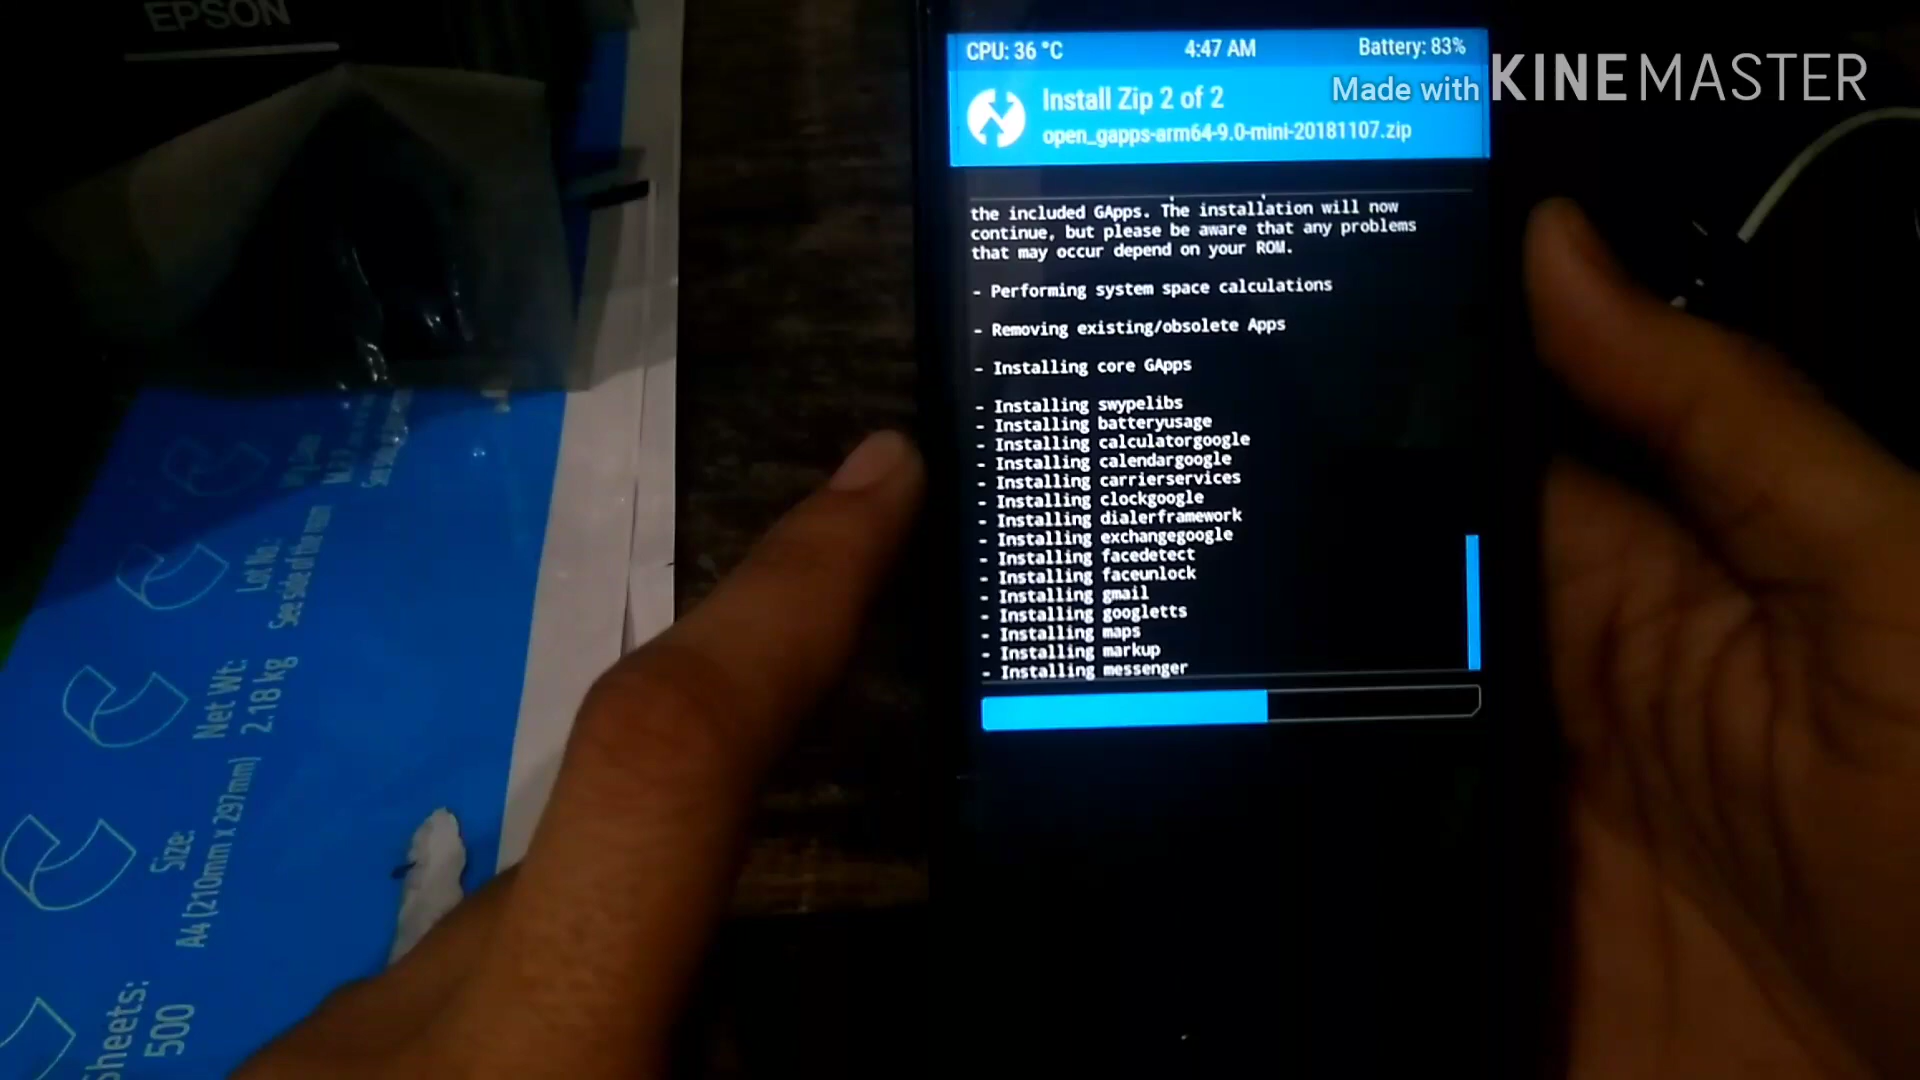 EPSON
CPU: 36 °C
4:47 AM
Battery: 83%
Made with KINEMASTER
Install Zip 2 of 2
open_gapps-arm64-9.0-mini-20181107.zip
the included GApps. The installation will now
continue, but please be aware that any problems
that may occur depend on your ROM.
- Performing system space calculations
- Removing existing/obsolete Apps
- Installing core GApps
- Installing swypelibs
- Installing batteryusage
- Installing calculatorgoogle
- Installing calendargoogle
- Installing carrierservices
- Installing clockgoogle
- Installing dialerframework
- Installing exchangegoogle
- Installing facedetect
- Installing faceunlock
- Installing gmail
- Installing googletts
- Installing maps
- Installing markup
- Installing messenger
Lot No.:
See side of the ream
Net Wt:
2.18 kg
Size:
A4 (210mm x 297mm)
Sheets:
500